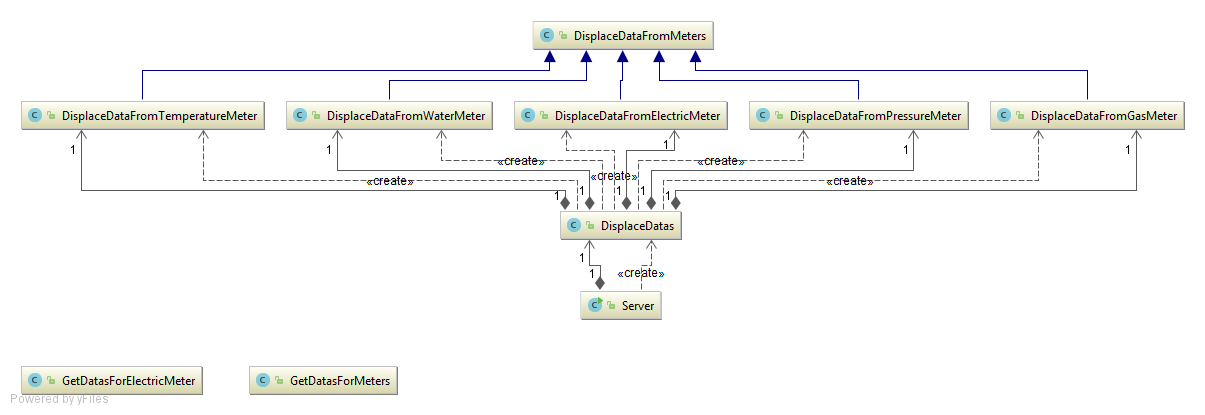 DisplaceDataFromMeters
C DisplaceDataFromTemperatureMeter
C DisplaceDataFromWaterMeter
C DisplaceDataFromElectricMeter
C DisplaceDataFromPressureMeter
C DisplaceDataFromGasMeter
1 1 1 1 1
«create» «create»
«create» «create» «create»
1 1 1 1 1
C DisplaceDatas
1
1 «create»
C Server
C GetDatasForElectricMeter
C GetDatasForMeters
Powered by yFiles